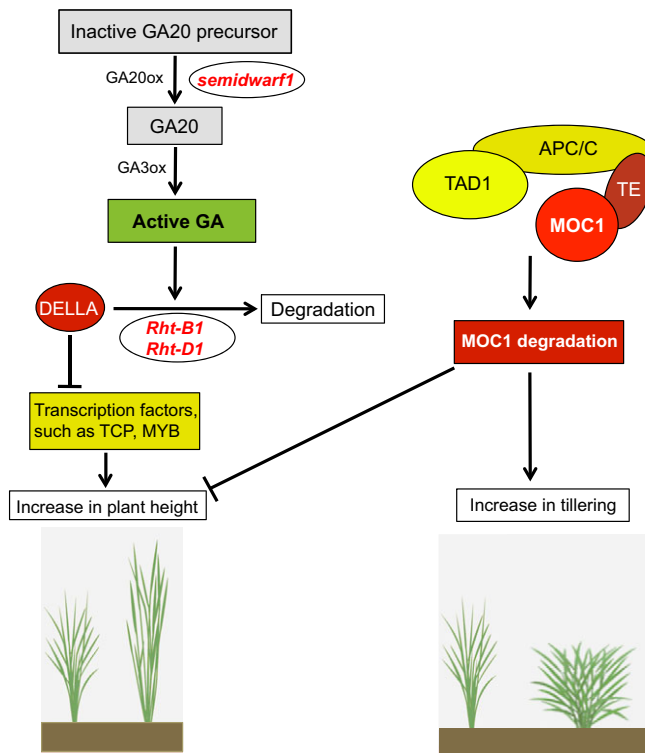 Inactive GA20 precursor
GA20ox
semidwarf1
GA20
GA3ox
Active GA
DELLA
Degradation
Rht-B1
Rht-D1
Transcription factors,
such as TCP, MYB
Increase in plant height
APC/C
TAD1
TE
MOC1
MOC1 degradation
Increase in tillering